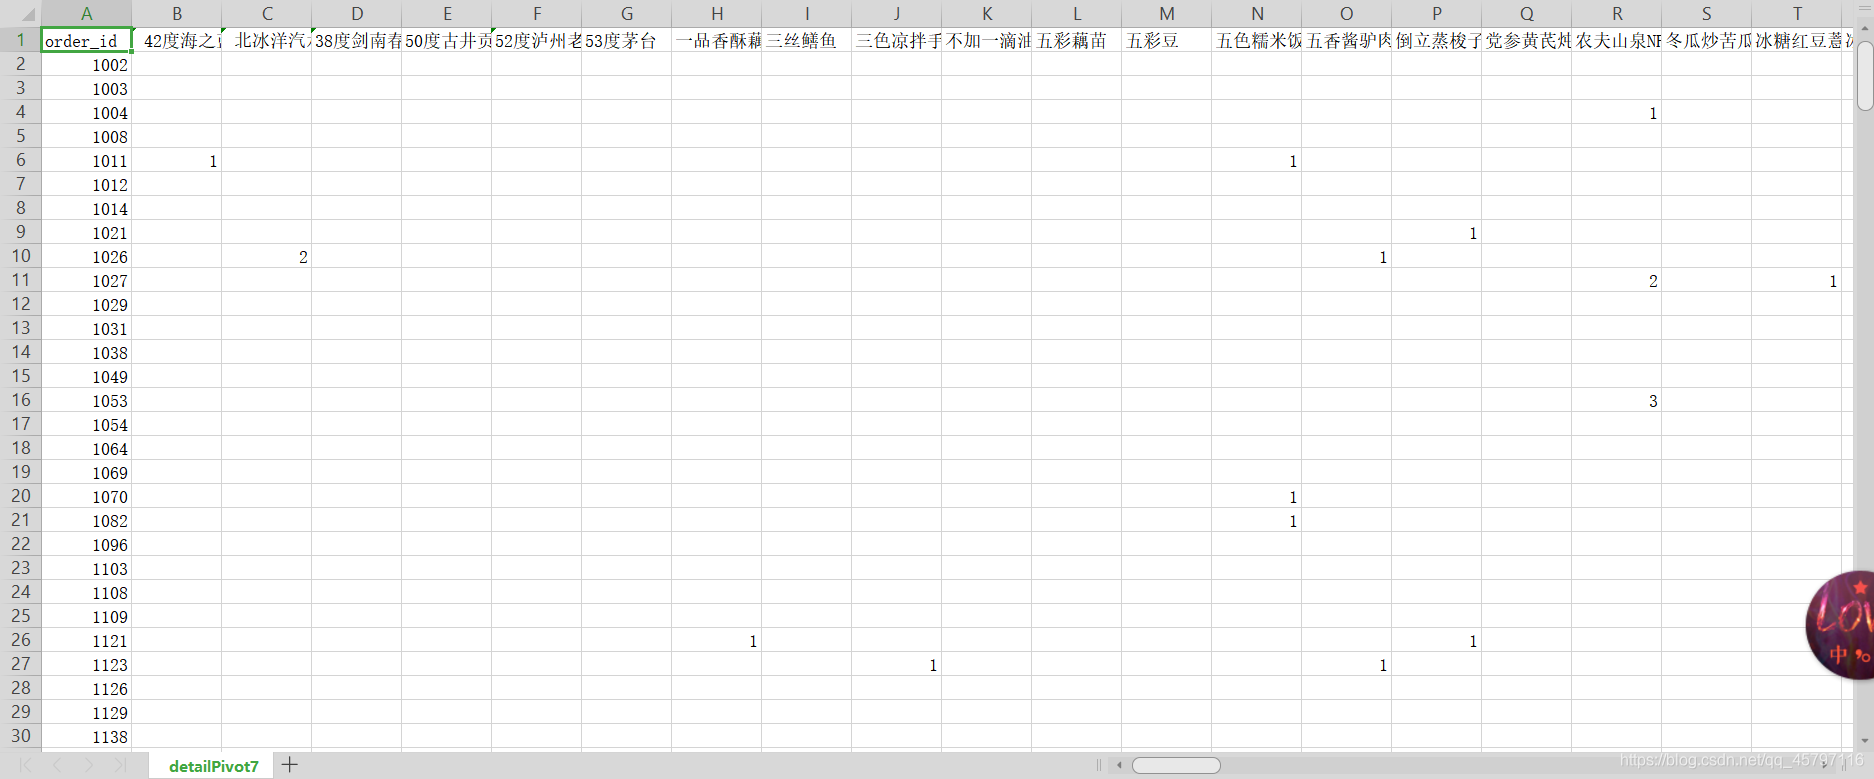 A B C D E F G H I J K L M N O P Q R S T
1 order_id 42度海之 北冰洋汽 38度剑南春 50度古井贡 52度泸州老 53度茅台 一品香酥藕 三丝鳝鱼 三色凉拌手 不加一滴油 五彩藕苗 五彩豆 五色糯米饭 五香酱驴肉 倒立蒸梭子 党参黄芪炖 农夫山泉NF 冬瓜炒苦瓜 冰糖红豆薏
2 1002
3 1003
4 1004 1
5 1008
6 1011 1 1
7 1012
8 1014
9 1021 1
10 1026 2 1
11 1027 2 1
12 1029
13 1031
14 1038
15 1049
16 1053 3
17 1054
18 1064
19 1069
20 1070 1
21 1082 1
22 1096
23 1103
24 1108
25 1109
26 1121 1 1
27 1123 1 1
28 1126
29 1129
30 1138
LOV
中
detailPivot7
https://blog.csdn.net/qq_45797116